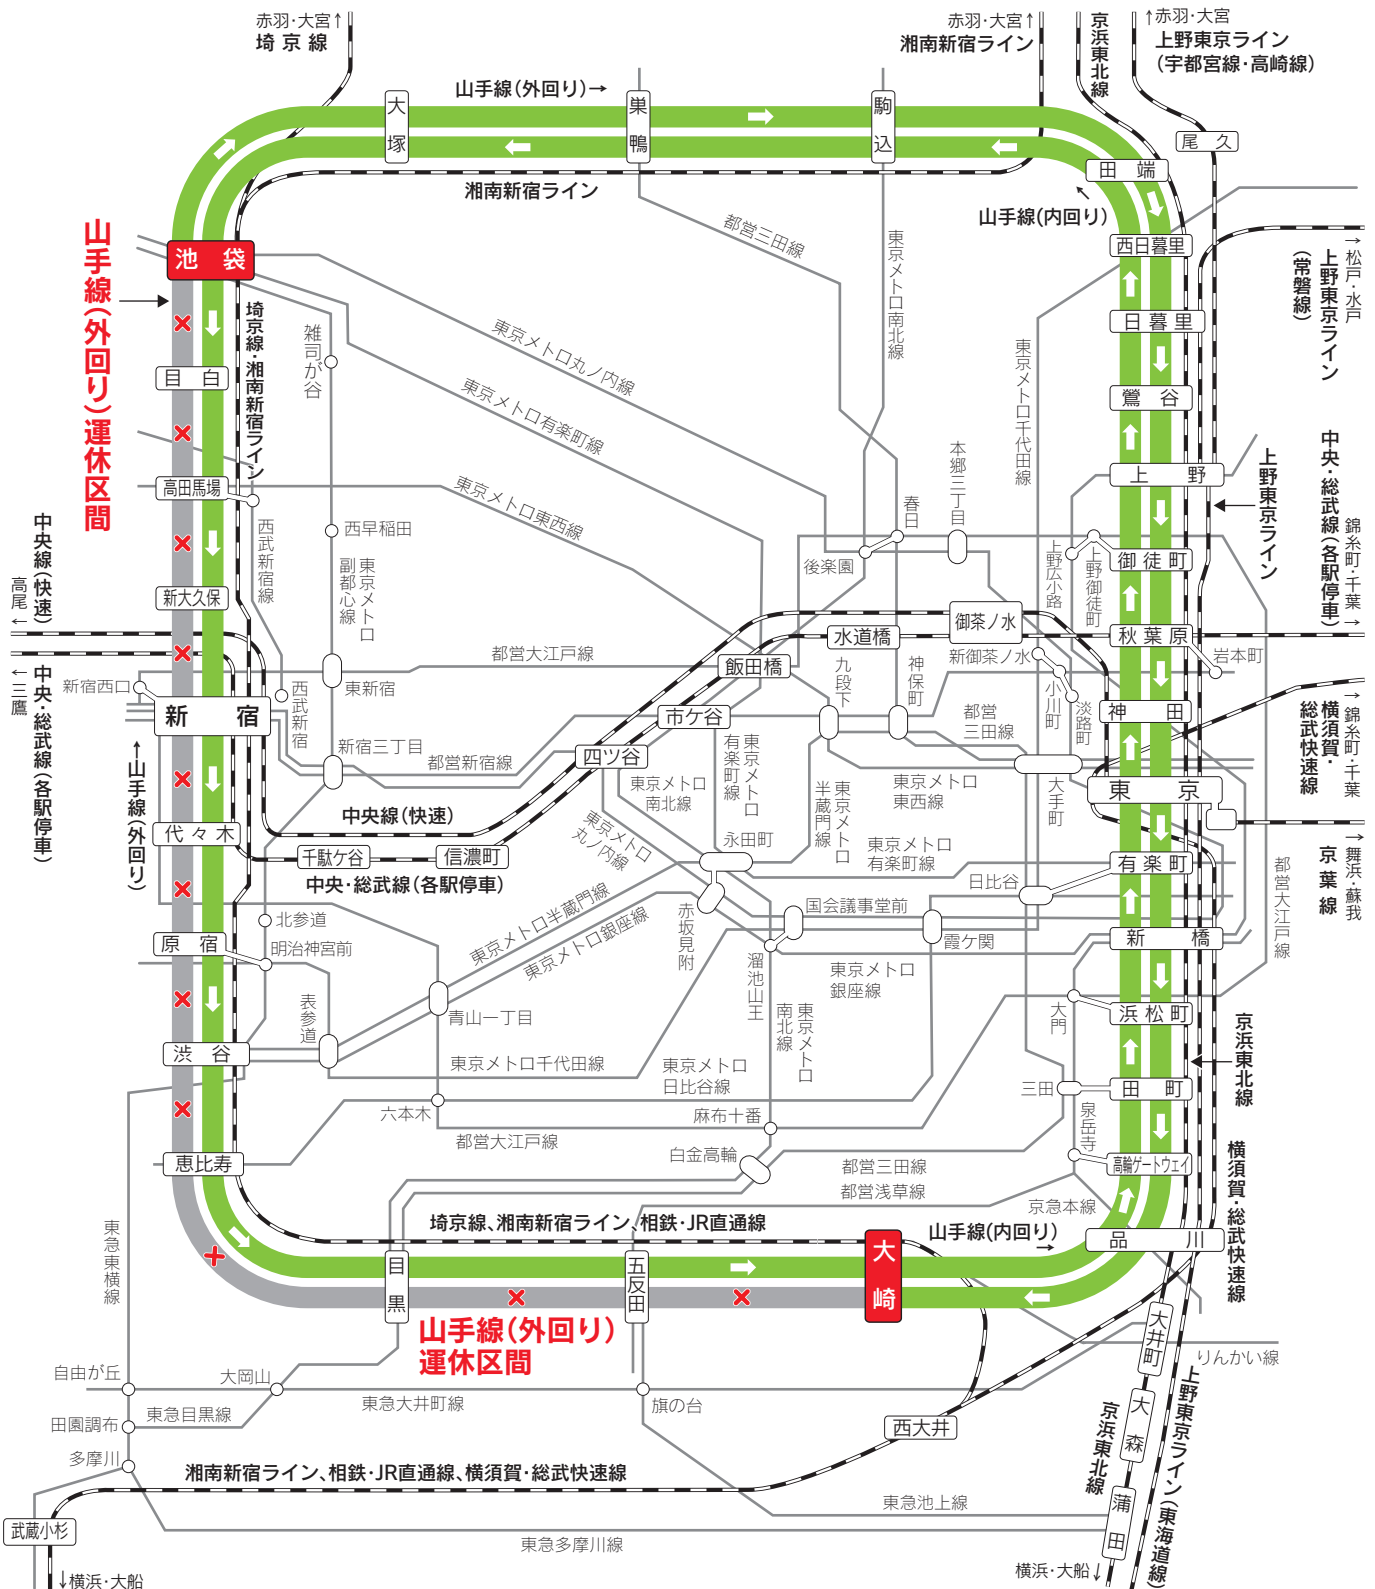 赤羽・大宮↑
埼京線
赤羽・大宮↑
湘南新宿ライン
京浜東北線
↑赤羽・大宮
上野東京ライン
(宇都宮線・高崎線)
山手線(外回り)→
大塚
巣鴨
駒込
尾久
田端
湘南新宿ライン
山手線(内回り)
都営三田線
東京メトロ南北線
西日暮里
池袋
山手線(外回り)運休区間
→松戸・水戸
上野東京ライン
(常磐線)
埼京線・湘南新宿ライン
雑司が谷
東京メトロ丸ノ内線
東京メトロ有楽町線
東京メトロ千代田線
日暮里
目白
鶯谷
上野
高田馬場
東京メトロ東西線
本郷三丁目
春日
後楽園
上野東京ライン
中央・総武線(各駅停車)
錦糸町・千葉→
中央線(快速)
高尾←
西武新宿線
西早稲田
東京メトロ
副都心線
上野広小路
上野御徒町
御徒町
新大久保
御茶ノ水
水道橋
秋葉原
岩本町
都営大江戸線
飯田橋
九段下
神保町
新御茶ノ水
小川町
淡路町
←三鷹
中央・総武線(各駅停車)
新宿西口
東新宿
西武新宿
新宿
市ケ谷
神田
→錦糸町・千葉
横須賀・
総武快速線
新宿三丁目
都営新宿線
四ツ谷
東京メトロ
有楽町線
都営
三田線
大手町
東京
↑山手線(外回り)
東京メトロ
南北線
東京メトロ
東西線
東京メトロ
半蔵門線
中央線(快速)
代々木
千駄ケ谷
信濃町
東京メトロ
丸ノ内線
永田町
東京メトロ
有楽町線
有楽町
→舞浜・蘇我
京葉線
中央・総武線(各駅停車)
日比谷
都営大江戸線
東京メトロ半蔵門線
東京メトロ銀座線
赤坂見附
国会議事堂前
霞ケ関
北参道
原宿
明治神宮前
新橋
溜池山王
東京メトロ
銀座線
表参道
青山一丁目
東京メトロ
南北線
大門
浜松町
京浜東北線
渋谷
東京メトロ千代田線
東京メトロ
日比谷線
三田
田町
六本木
麻布十番
泉岳寺
都営大江戸線
白金高輪
恵比寿
都営三田線
都営浅草線
高輪ゲートウェイ
横須賀・総武快速線
京急本線
東急東横線
埼京線、湘南新宿ライン、相鉄・JR直通線
山手線(内回り)
→
品川
目黒
五反田
大崎
山手線(外回り)
運休区間
大井町
りんかい線
自由が丘
大岡山
東急大井町線
旗の台
田園調布
東急目黒線
西大井
大森
京浜東北線
上野東京ライン(東海道線)
多摩川
湘南新宿ライン、相鉄・JR直通線、横須賀・総武快速線
東急池上線
蒲田
武蔵小杉
東急多摩川線
横浜・大船↓
↓横浜・大船